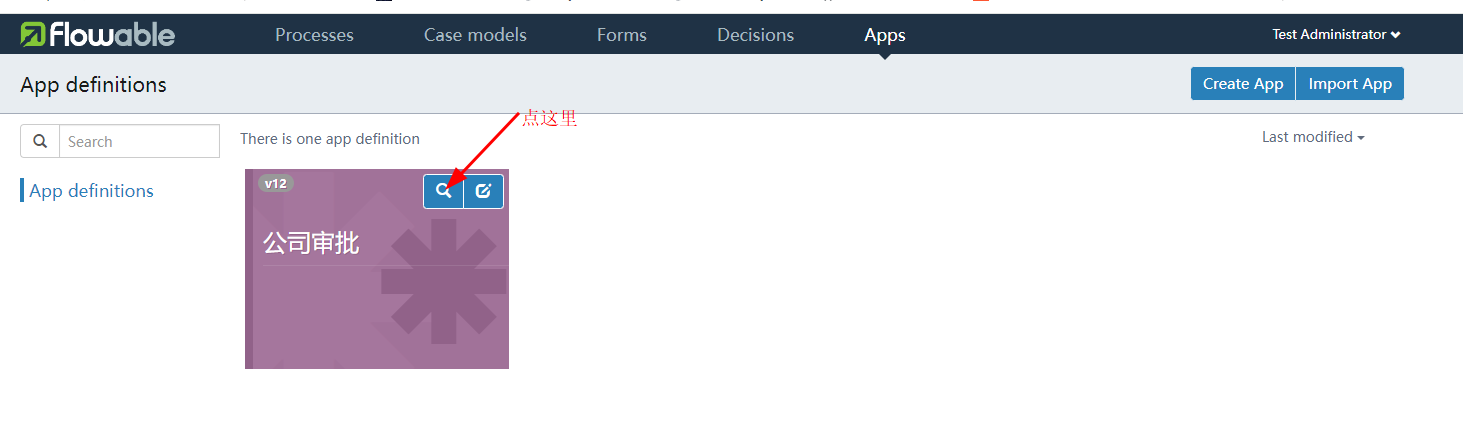 flowable
Processes
Case models
Forms
Decisions
Apps
Test Administrator
App definitions
Create App
Import App
点这里
Search
There is one app definition
Last modified
App definitions
v12
公司审批